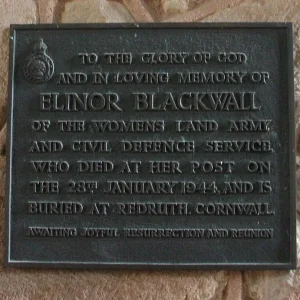 TO THE GLORY OF GOD
AND IN LOVING MEMORY OF
ELINOR BLACKWALL
OF THE WOMENS LAND ARMY
AND CIVIL DEFENCE SERVICE,
WHO DIED AT HER POST ON
THE 28TH JANUARY 1944, AND IS
BURIED AT REDRUTH, CORNWALL.
AWAITING JOYFUL RESURRECTION AND REUNION